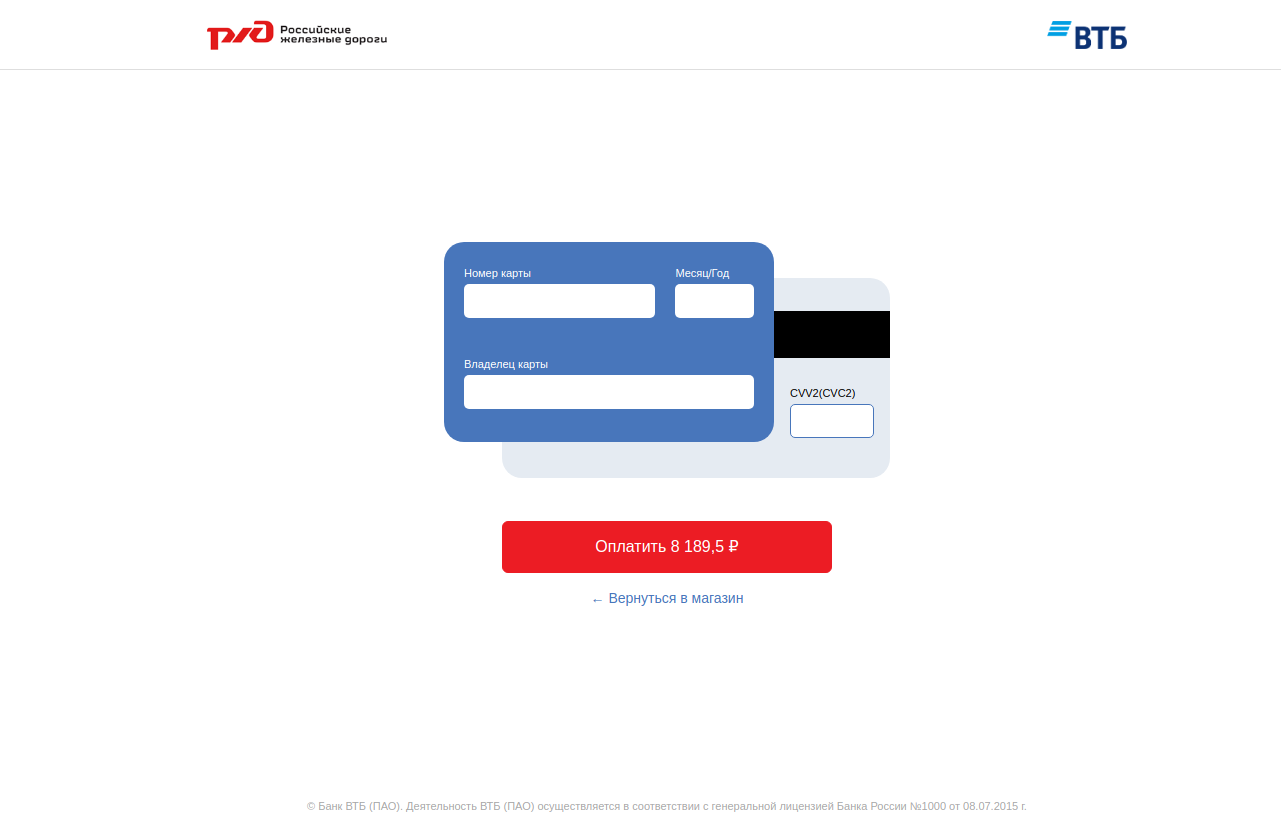 Российские
железные дороги
ВТБ
Номер карты
Месяц/Год
Владелец карты
CVV2(CVC2)
Оплатить 8 189,5 ₽
← Вернуться в магазин
© Банк ВТБ (ПАО). Деятельность ВТБ (ПАО) осуществляется в соответствии с генеральной лицензией Банка России №1000 от 08.07.2015 г.